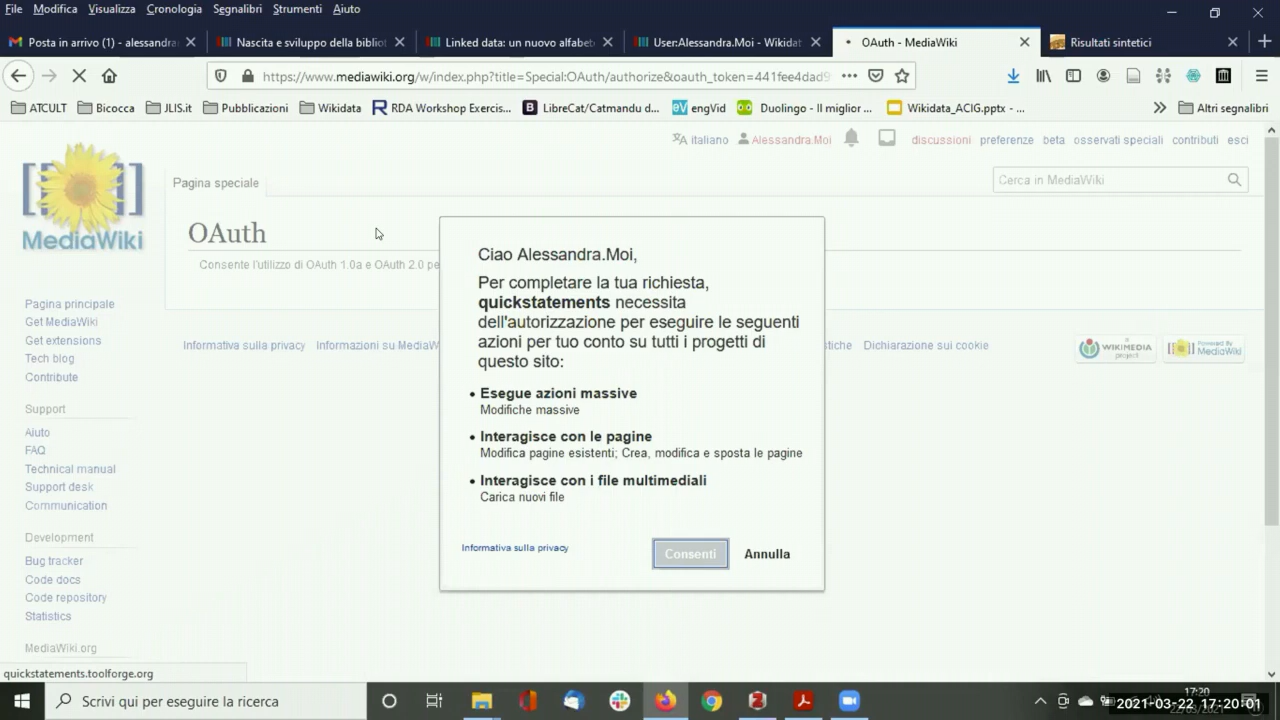 File Modifica Visualizza Cronologia Segnalibri Strumenti Aiuto
Posta in arrivo (1) - alessandra
Nascita e sviluppo della bibliot
Linked data: un nuovo alfabet
User:Alessandra.Moi - Wikidat
OAuth - MediaWiki
Risultati sintetici
https://www.mediawiki.org/w/index.php?title=Special:OAuth/authorize&oauth_token=441fee4dad9
ATCULT Bicocca JLIS.it Pubblicazioni Wikidata RDA Workshop Exercis... LibreCat/Catmandu d... engVid Duolingo - Il miglior ... Wikidata_ACIG.pptx - ... Altri segnalibri
italiano Alessandra.Moi discussioni preferenze beta osservati speciali contributi esci
Pagina speciale
Cerca in MediaWiki
MediaWiki
OAuth
Consente l'utilizzo di OAuth 1.0a e OAuth 2.0 pe
Ciao Alessandra.Moi,
Per completare la tua richiesta,
quickstatements necessita
dell'autorizzazione per eseguire le seguenti
azioni per tuo conto su tutti i progetti di
questo sito:
• Esegue azioni massive
Modifiche massive
• Interagisce con le pagine
Modifica pagine esistenti; Crea, modifica e sposta le pagine
• Interagisce con i file multimediali
Carica nuovi file
Informativa sulla privacy
Consenti
Annulla
Informativa sulla privacy Informazioni su MediaW
tiche Dichiarazione sui cookie
WIKIMEDIA project
Powered By MediaWiki
Pagina principale
Get MediaWiki
Get extensions
Tech blog
Contribute
Support
Aiuto
FAQ
Technical manual
Support desk
Communication
Development
Bug tracker
Code docs
Code repository
Statistics
MediaWiki.org
quickstatements.toolforge.org
Scrivi qui per eseguire la ricerca
17:20
2021-03-22 17:20:01